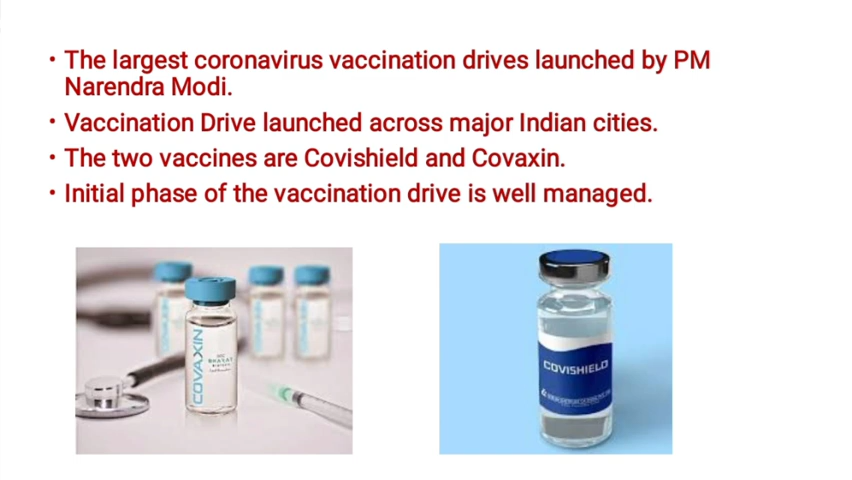 • The largest coronavirus vaccination drives launched by PM
Narendra Modi.
• Vaccination Drive launched across major Indian cities.
• The two vaccines are Covishield and Covaxin.
• Initial phase of the vaccination drive is well managed.
COVAXIN
BHARAT
COVISHIELD